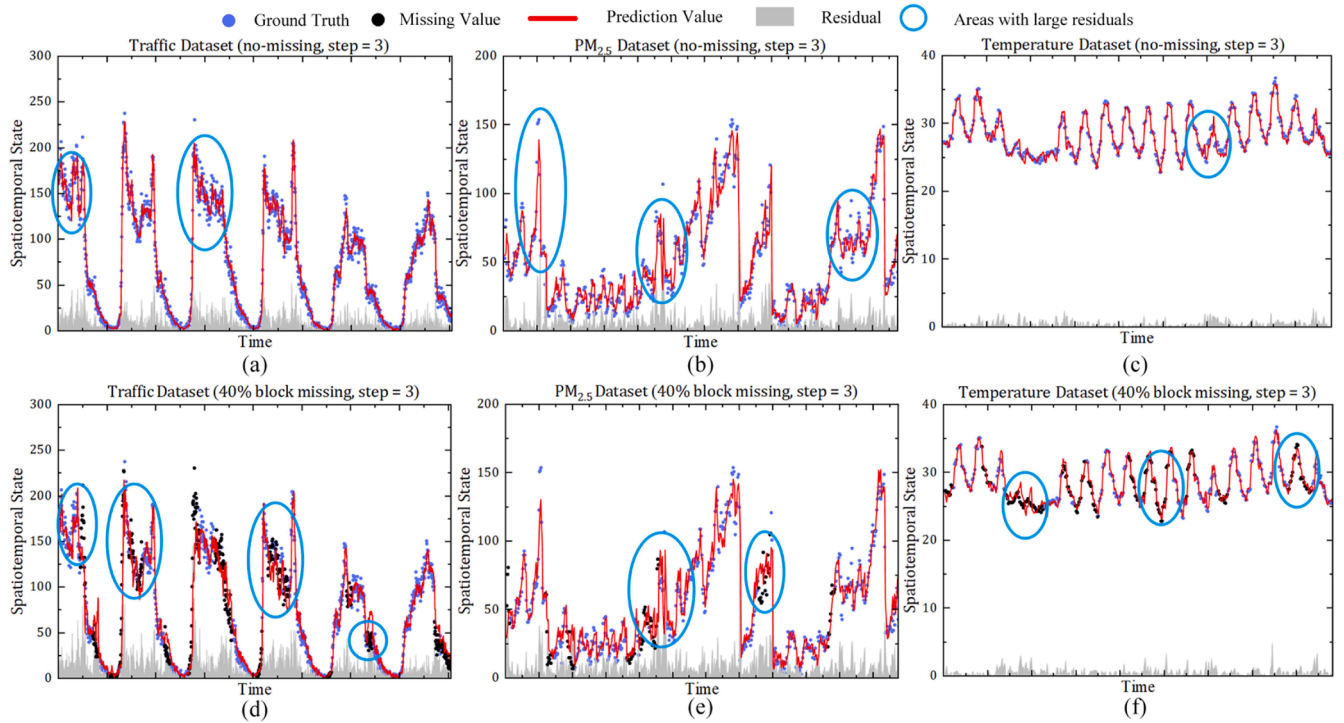 Ground Truth Missing Value Prediction Value Residual Areas with large residuals
Traffic Dataset (no-missing, step = 3)
300
250
200
150
100
50
0
Spatiotemporal State
Time
(a)
PM2.5 Dataset (no-missing, step = 3)
200
150
100
50
0
Spatiotemporal State
Time
(b)
Temperature Dataset (no-missing, step = 3)
40
30
20
10
0
Spatiotemporal State
Time
(c)
Traffic Dataset (40% block missing, step = 3)
300
250
200
150
100
50
0
Spatiotemporal State
Time
(d)
PM2.5 Dataset (40% block missing, step = 3)
200
150
100
50
0
Spatiotemporal State
Time
(e)
Temperature Dataset (40% block missing, step = 3)
40
30
20
10
0
Spatiotemporal State
Time
(f)